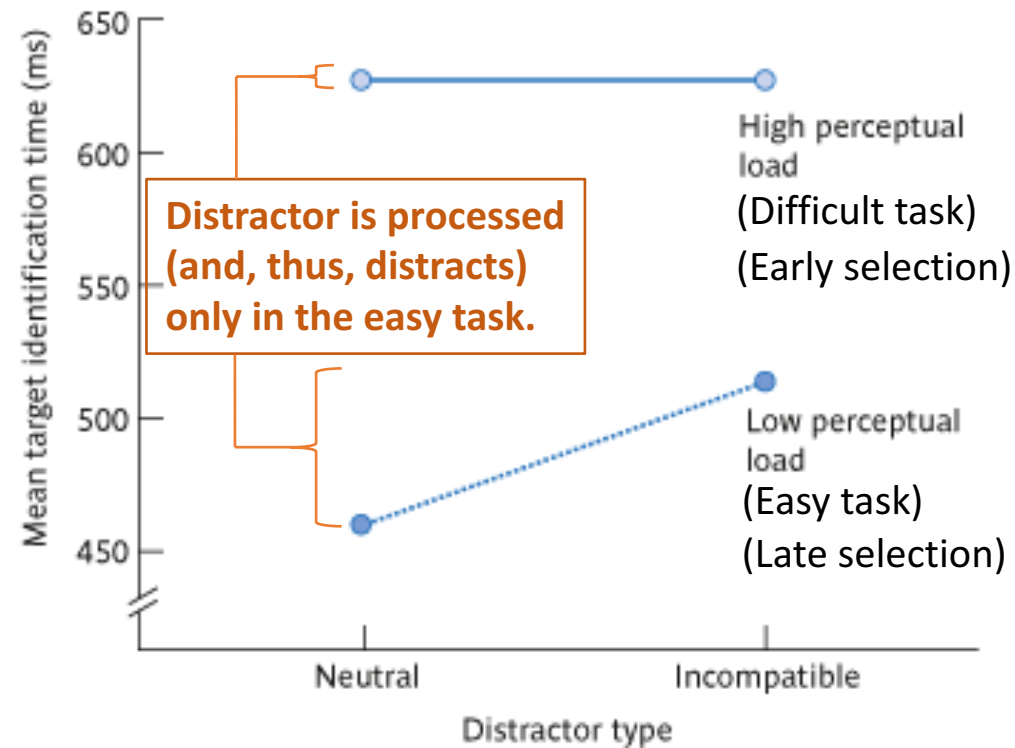 Mean target identification time (ms)
650
600
550
500
450
High perceptual
load
(Difficult task)
(Early selection)
Distractor is processed
(and, thus, distracts)
only in the easy task.
Low perceptual
load
(Easy task)
(Late selection)
Neutral
Incompatible
Distractor type